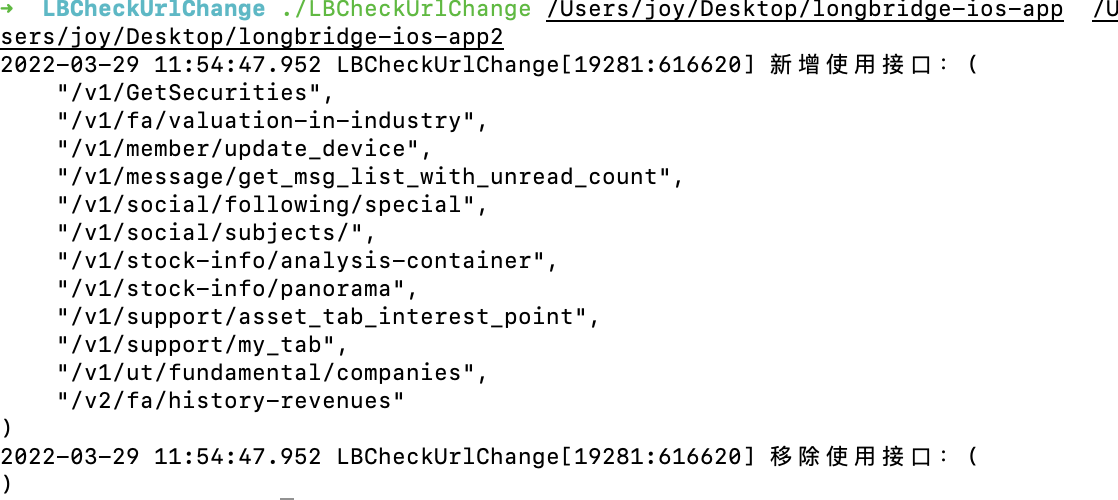 ➜  LBCheckUrlChange ./LBCheckUrlChange /Users/joy/Desktop/longbridge-ios-app  /U
sers/joy/Desktop/longbridge-ios-app2
2022-03-29 11:54:47.952 LBCheckUrlChange[19281:616620] 新增使用接口：(
    "/v1/GetSecurities",
    "/v1/fa/valuation-in-industry",
    "/v1/member/update_device",
    "/v1/message/get_msg_list_with_unread_count",
    "/v1/social/following/special",
    "/v1/social/subjects/",
    "/v1/stock-info/analysis-container",
    "/v1/stock-info/panorama",
    "/v1/support/asset_tab_interest_point",
    "/v1/support/my_tab",
    "/v1/ut/fundamental/companies",
    "/v2/fa/history-revenues"
)
2022-03-29 11:54:47.952 LBCheckUrlChange[19281:616620] 移除使用接口：(
)